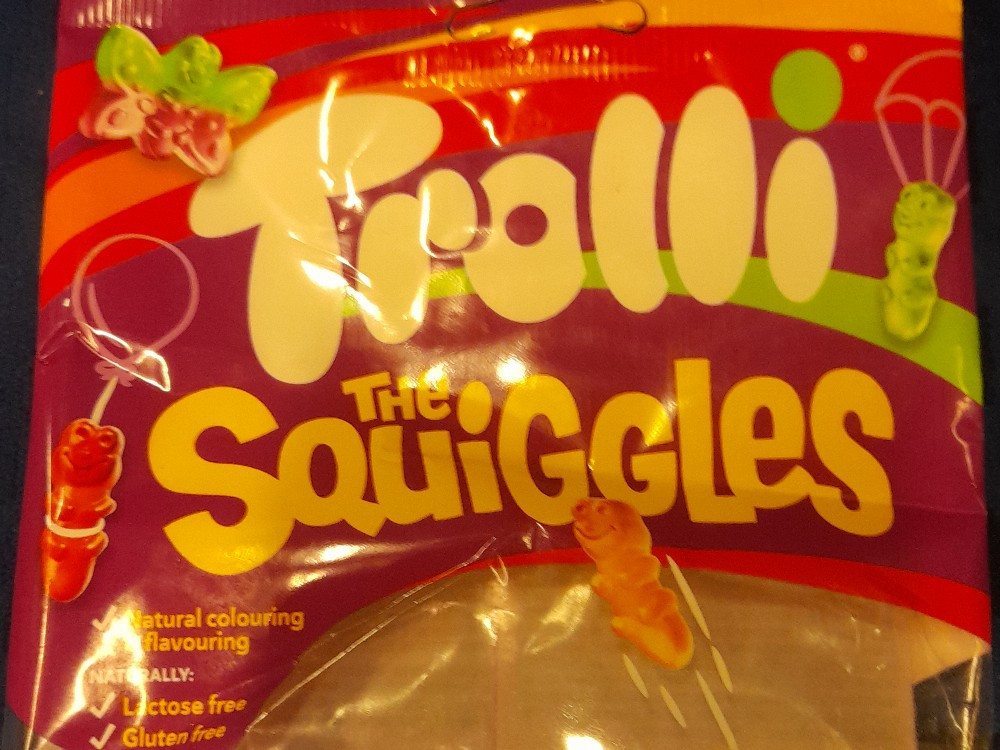 Trolli
®
THE
SQUiGGLES
Natural colouring
flavouring
NATURALLY:
Lactose free
Gluten free